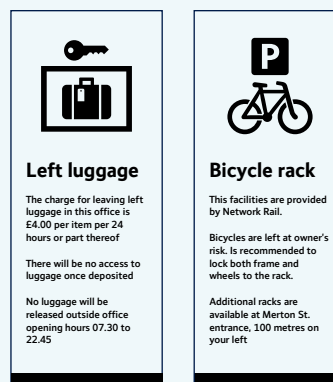 Left luggage
The charge for leaving left
luggage in this office is
£4.00 per item per 24
hours or part thereof
There will be no access to
luggage once deposited
No luggage will be
released outside office
opening hours 07.30 to
22.45
P
Bicycle rack
This facilities are provided
by Network Rail.
Bicycles are left at owner's
risk. Is recommended to
lock both frame and
wheels to the rack.
Additional racks are
available at Merton St.
entrance, 100 metres on
your left